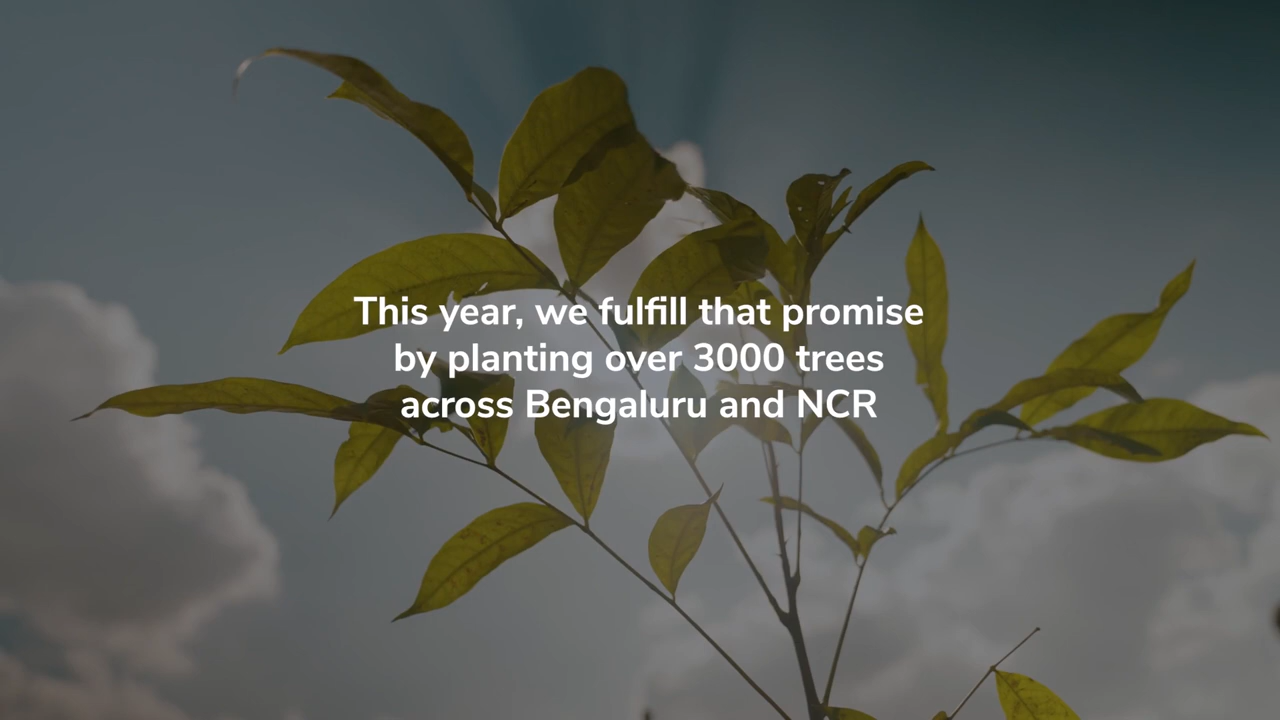 This year, we fulfill that promise
by planting over 3000 trees
across Bengaluru and NCR